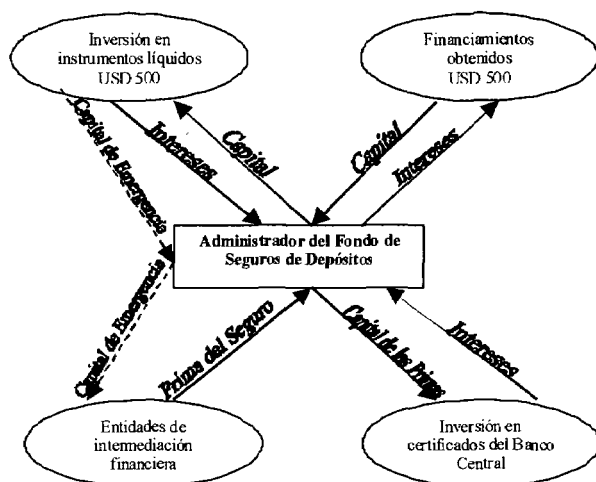 Inversión en
instrumentos líquidos
USD 500
Financiamientos
obtenidos
USD 500
Capital de Emergencia
Intereses
Capital
Capital
Intereses
Administrador del Fondo de
Seguros de Depósitos
Capital de Emergencia
Prima del Seguro
Capital de las Primas
Intereses
Entidades de
intermediación
financiera
Inversión en
certificados del Banco
Central